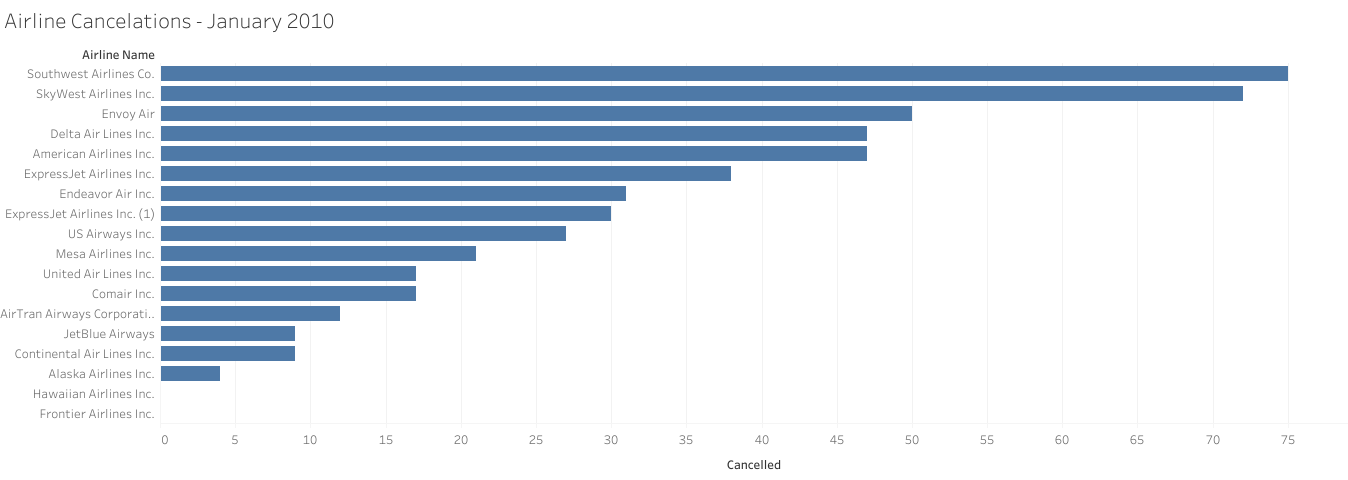 Airline Cancelations - January 2010
Airline Name
Southwest Airlines Co.
SkyWest Airlines Inc.
Envoy Air
Delta Air Lines Inc.
American Airlines Inc.
ExpressJet Airlines Inc.
Endeavor Air Inc.
ExpressJet Airlines Inc. (1)
US Airways Inc.
Mesa Airlines Inc.
United Air Lines Inc.
Comair Inc.
AirTran Airways Corporati..
JetBlue Airways
Continental Air Lines Inc.
Alaska Airlines Inc.
Hawaiian Airlines Inc.
Frontier Airlines Inc.
0 5 10 15 20 25 30 35 40 45 50 55 60 65 70 75
Cancelled